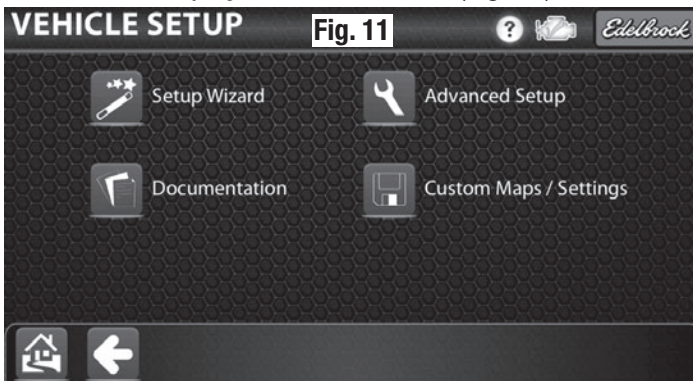 VEHICLE SETUP
Fig. 11
?
Edelbrock
Setup Wizard
Advanced Setup
Documentation
Custom Maps / Settings